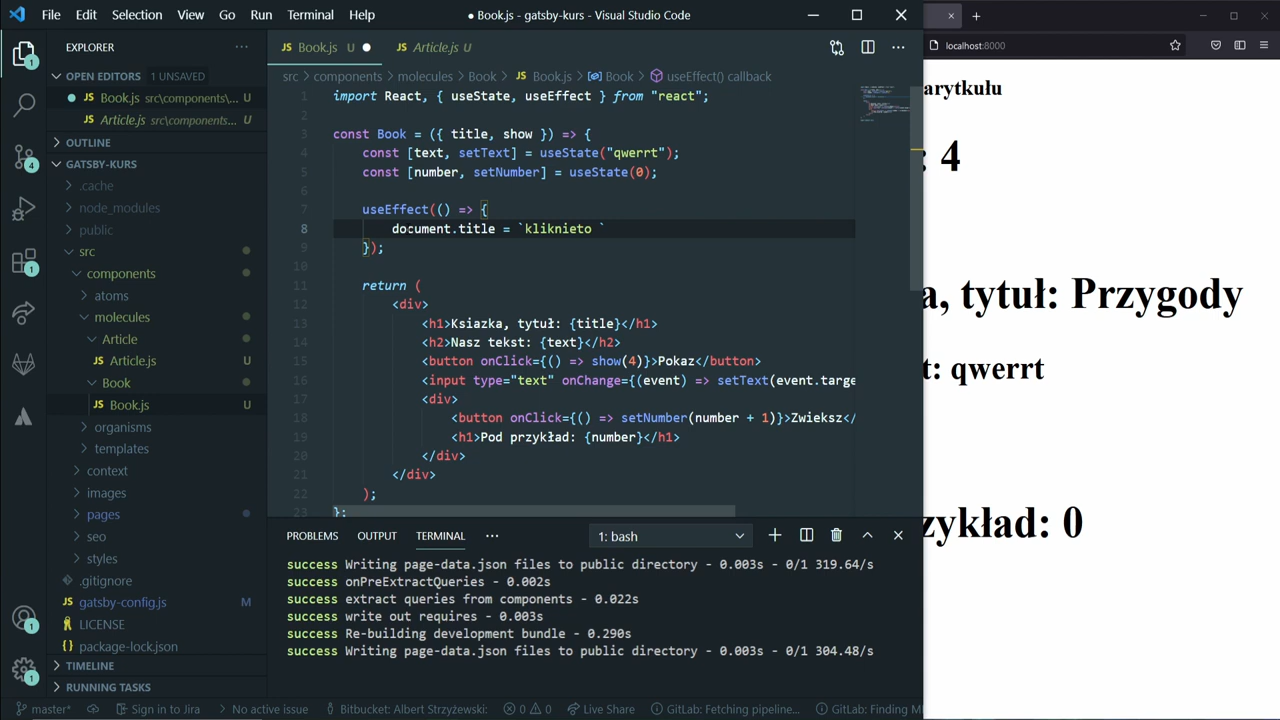 File Edit Selection View Go Run Terminal Help
● Book.js - gatsby-kurs - Visual Studio Code
EXPLORER
OPEN EDITORS 1 UNSAVED
Book.js src\components\... U
Article.js src\components... U
OUTLINE
GATSBY-KURS
.cache
node_modules
public
src
components
atoms
molecules
Article
Article.js U
Book
Book.js U
organisms
templates
context
images
pages
seo
styles
.gitignore
gatsby-config.js M
LICENSE
package-lock.json
TIMELINE
RUNNING TASKS
Book.js U
Article.js U
src > components > molecules > Book > Book.js > Book > useEffect() callback
1 import React, { useState, useEffect } from "react";
2
3 const Book = ({ title, show }) => {
4 const [text, setText] = useState("qwerrt");
5 const [number, setNumber] = useState(0);
6
7 useEffect(() => {
8 document.title = `kliknieto `
9 });
10
11 return (
12 <div>
13 <h1>Ksiazka, tytuł: {title}</h1>
14 <h2>Nasz tekst: {text}</h2>
15 <button onClick={() => show(4)}>Pokaz</button>
16 <input type="text" onChange={(event) => setText(event.targe
17 <div>
18 <button onClick={() => setNumber(number + 1)}>Zwieksz</
19 <h1>Pod przykład: {number}</h1>
20 </div>
21 </div>
22 );
23 };
PROBLEMS OUTPUT TERMINAL ... 1: bash
success Writing page-data.json files to public directory - 0.003s - 0/1 319.64/s
success onPreExtractQueries - 0.002s
success extract queries from components - 0.022s
success write out requires - 0.003s
success Re-building development bundle - 0.290s
success Writing page-data.json files to public directory - 0.003s - 0/1 304.48/s
master* Sign in to Jira No active issue Bitbucket: Albert Strzyżewski: 0 0 Live Share GitLab: Fetching pipeline... GitLab: Finding M
localhost:8000
arytkułu
: 4
a, tytuł: Przygody
t: qwerrt
zykład: 0